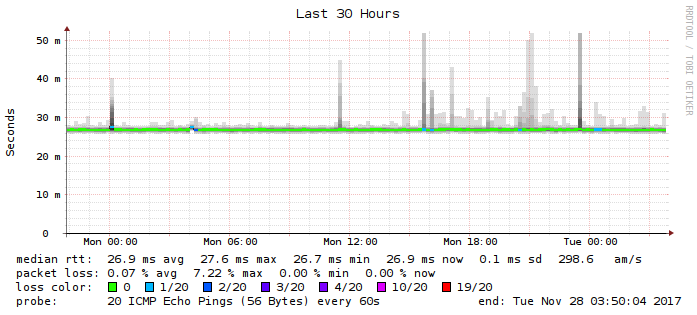 Last 30 Hours
RRDTOOL / TOBI OETIKER
Seconds
50 m
40 m
30 m
20 m
10 m
0
Mon 00:00 Mon 06:00 Mon 12:00 Mon 18:00 Tue 00:00
median rtt: 26.9 ms avg 27.6 ms max 26.7 ms min 26.9 ms now 0.1 ms sd 298.6 am/s
packet loss: 0.07 % avg 7.22 % max 0.00 % min 0.00 % now
loss color: 0 1/20 2/20 3/20 4/20 10/20 19/20
probe: 20 ICMP Echo Pings (56 Bytes) every 60s end: Tue Nov 28 03:50:04 2017